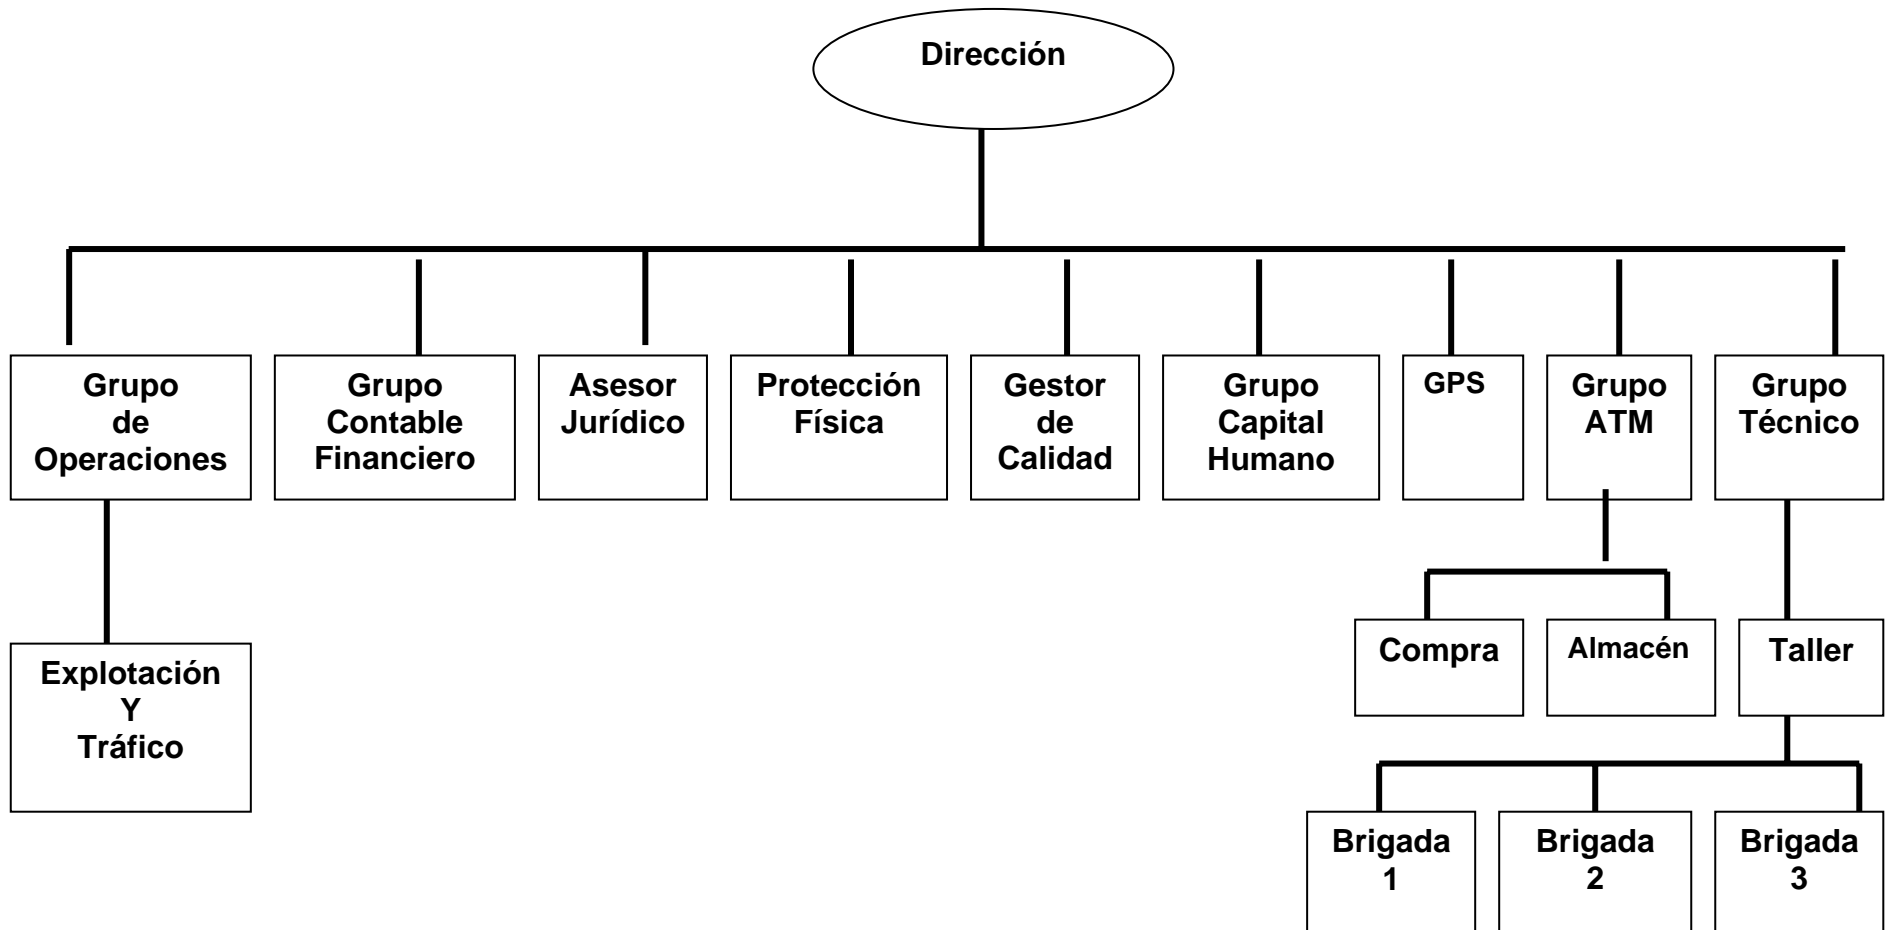 Dirección
Grupo
de
Operaciones
Grupo
Contable
Financiero
Asesor
Jurídico
Protección
Física
Gestor
de
Calidad
Grupo
Capital
Humano
GPS
Grupo
ATM
Grupo
Técnico
Explotación
Y
Tráfico
Compra
Almacén
Taller
Brigada
1
Brigada
2
Brigada
3